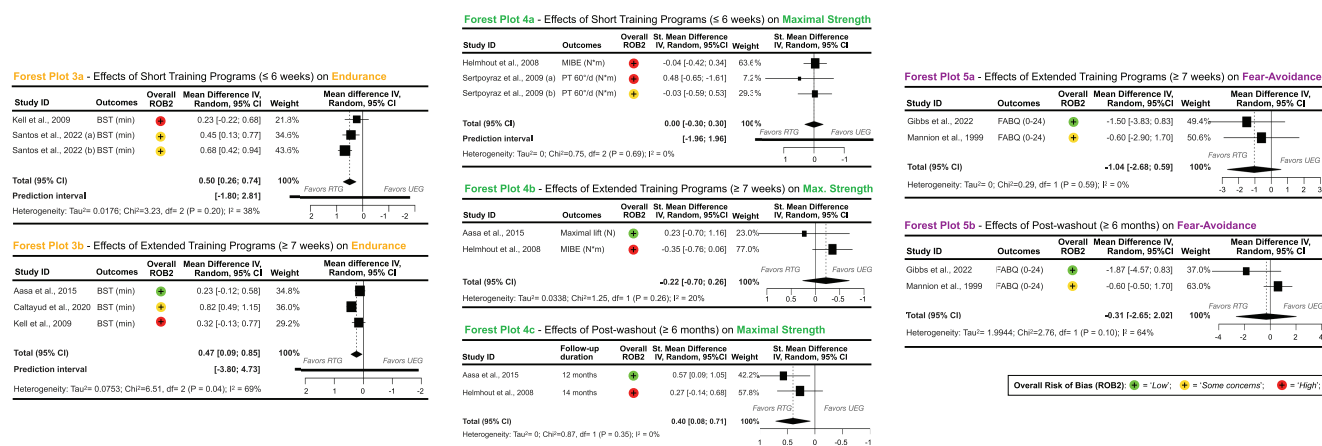 Forest Plot 3a - Effects of Short Training Programs (≤ 6 weeks) on Endurance
Study ID Outcomes Overall ROB2 Mean Difference IV, Random, 95% CI Weight Mean difference IV, Random, 95% CI
Kell et al., 2009 BST (min) + 0.23 [-0.22; 0.68] 21.8%
Santos et al., 2022 (a) BST (min) + 0.45 [0.13; 0.77] 34.6%
Santos et al., 2022 (b) BST (min) + 0.68 [0.42; 0.94] 43.6%
Total (95% CI) 0.50 [0.26; 0.74] 100%
Favors RTG Favors UEG
Prediction interval [-1.80; 2.81]
Heterogeneity: Tau²= 0.0176; Chi²=3.23, df= 2 (P = 0.20); I² = 38%
2 1 0 -1 -2
Forest Plot 3b - Effects of Extended Training Programs (≥ 7 weeks) on Endurance
Study ID Outcomes Overall ROB2 Mean Difference IV, Random, 95% CI Weight Mean Difference IV, Random, 95% CI
Aasa et al., 2015 BST (min) + 0.23 [-0.12; 0.58] 34.8%
Caltayud et al., 2020 BST (min) + 0.82 [0.49; 1.15] 36.0%
Kell et al., 2009 BST (min) + 0.32 [-0.13; 0.77] 29.2%
Total (95% CI) 0.47 [0.09; 0.85] 100%
Favors RTG Favors UEG
Prediction interval [-3.80; 4.73]
Heterogeneity: Tau²= 0.0753; Chi²=6.51, df= 2 (P = 0.04); I² = 69%
2 1 0 -1 -2
Forest Plot 4a - Effects of Short Training Programs (≤ 6 weeks) on Maximal Strength
Study ID Outcomes Overall ROB2 St. Mean Difference IV, Random, 95%CI Weight St. Mean Difference IV, Random, 95% CI
Helmhout et al., 2008 MIBE (N*m) + -0.04 [-0.42; 0.34] 63.6%
Sertpoyraz et al., 2009 (a) PT 60°/d (N*m) + 0.48 [-0.65; -1.61] 7.2%
Sertpoyraz et al., 2009 (b) PT 60°/d (N*m) + -0.03 [-0.59; 0.53] 29.3%
Total (95% CI) 0.00 [-0.30; 0.30] 100%
Favors RTG Favors UEG
Prediction interval [-1.96; 1.96]
Heterogeneity: Tau²= 0; Chi²=0.75, df= 2 (P = 0.69); I² = 0%
1 0 -1
Forest Plot 4b - Effects of Extended Training Programs (≥ 7 weeks) on Max. Strength
Study ID Outcomes Overall ROB2 St. Mean Difference IV, Random, 95%CI Weight St. Mean Difference IV, Random, 95% CI
Aasa et al., 2015 Maximal lift (N) + 0.23 [-0.70; 1.16] 23.0%
Helmhout et al., 2008 MIBE (N*m) + -0.35 [-0.76; 0.06] 77.0%
Favors RTG Favors UEG
Total (95% CI) -0.22 [-0.70; 0.26] 100%
Heterogeneity: Tau²= 0.0338; Chi²=1.25, df= 1 (P = 0.26); I² = 20%
1 0.5 0 -0.5 -1
Forest Plot 4c - Effects of Post-washout (≥ 6 months) on Maximal Strength
Study ID Follow-up duration Overall ROB2 St. Mean Difference IV, Random, 95%CI Weight St. Mean Difference IV, Random, 95% CI
Aasa et al., 2015 12 months + 0.57 [0.09; 1.05] 42.2%
Helmhout et al., 2008 14 months + 0.27 [-0.14; 0.68] 57.8%
Favors RTG Favors UEG
Total (95% CI) 0.40 [0.08; 0.71] 100%
Heterogeneity: Tau²= 0; Chi²=0.87, df= 1 (P = 0.35); I² = 0%
1 0.5 0 -0.5 -1
Forest Plot 5a - Effects of Extended Training Programs (≥ 7 weeks) on Fear-Avoidance
Study ID Outcomes Overall ROB2 Mean Difference IV, Random, 95% CI Weight Mean Difference IV, Random, 95% CI
Gibbs et al., 2022 FABQ (0-24) + -1.50 [-3.83; 0.83] 49.4%
Mannion et al., 1999 FABQ (0-24) + -0.60 [-2.90; 1.70] 50.6%
Favors RTG Favors UEG
Total (95% CI) -1.04 [-2.68; 0.59] 100%
Heterogeneity: Tau²= 0; Chi²=0.29, df= 1 (P = 0.59); I² = 0%
-3 -2 -1 0 1 2 3
Forest Plot 5b - Effects of Post-washout (≥ 6 months) on Fear-Avoidance
Study ID Outcomes Overall ROB2 Mean Difference IV, Random, 95% CI Weight Mean Difference IV, Random, 95% CI
Gibbs et al., 2022 FABQ (0-24) + -1.87 [-4.57; 0.83] 37.0%
Mannion et al., 1999 FABQ (0-24) + -0.60 [-0.50; 1.70] 63.0%
Favors RTG Favors UEG
Total (95% CI) -0.31 [-2.65; 2.02] 100%
Heterogeneity: Tau²= 1.9944; Chi²=2.76, df= 1 (P = 0.10); I² = 64%
-4 -2 0 2 4
Overall Risk of Bias (ROB2): + = 'Low'; + = 'Some concerns'; + = 'High';